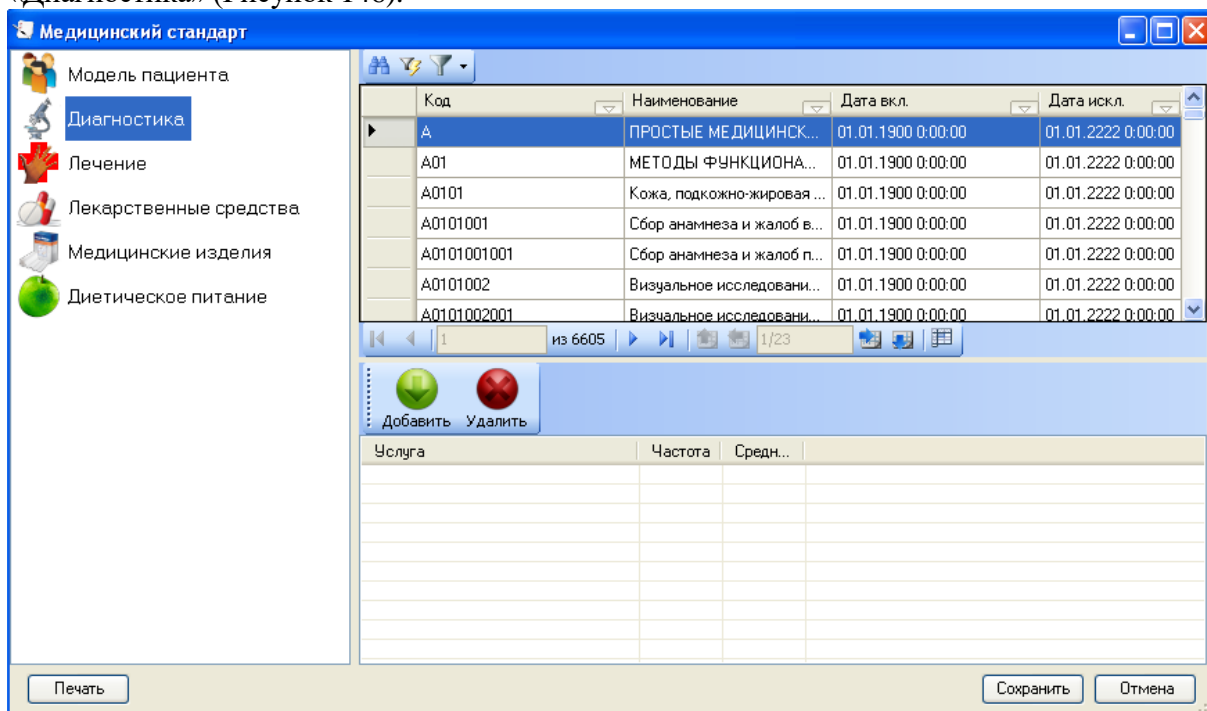 «Диагностика» (Рисунок 146).
Медицинский стандарт
Модель пациента
Диагностика
Лечение
Лекарственные средства
Медицинские изделия
Диетическое питание
Код Наименование Дата вкл. Дата искл.
A ПРОСТЫЕ МЕДИЦИНСК... 01.01.1900 0:00:00 01.01.2222 0:00:00
A01 МЕТОДЫ ФУНКЦИОНА... 01.01.1900 0:00:00 01.01.2222 0:00:00
A0101 Кожа, подкожно-жировая ... 01.01.1900 0:00:00 01.01.2222 0:00:00
A0101001 Сбор анамнеза и жалоб в... 01.01.1900 0:00:00 01.01.2222 0:00:00
A0101001001 Сбор анамнеза и жалоб п... 01.01.1900 0:00:00 01.01.2222 0:00:00
A0101002 Визуальное исследовани... 01.01.1900 0:00:00 01.01.2222 0:00:00
A0101002001 Визуальное исследовани... 01.01.1900 0:00:00 01.01.2222 0:00:00
1 из 6605 1/23
Добавить Удалить
Услуга Частота Средн...
Печать Сохранить Отмена